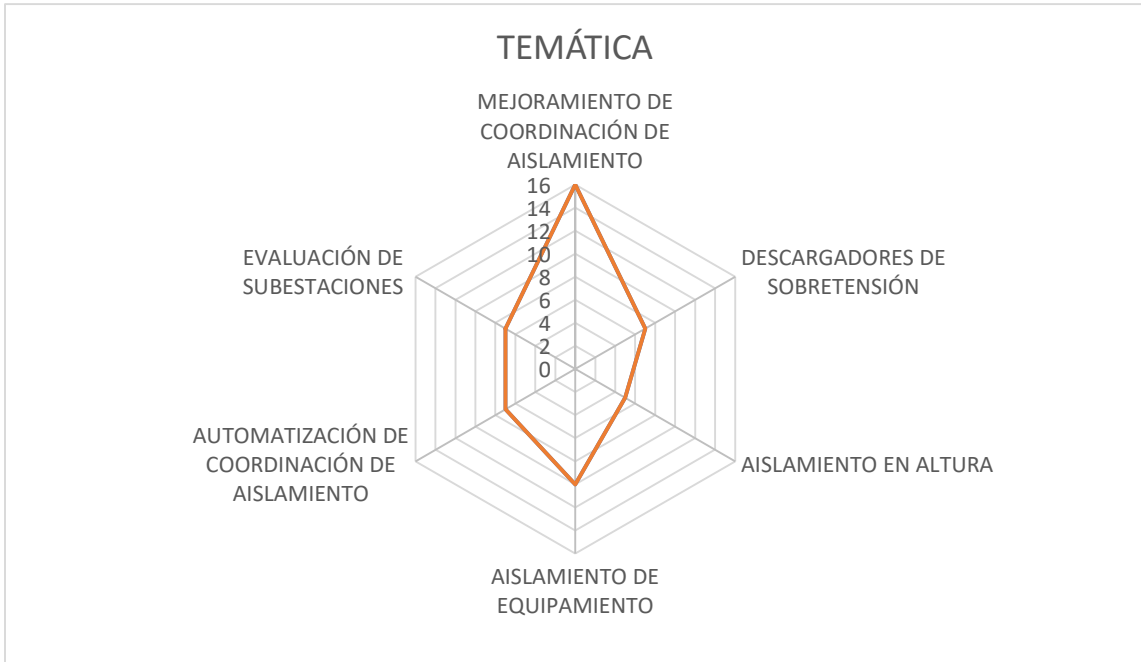 TEMÁTICA
MEJORAMIENTO DE
COORDINACIÓN DE
AISLAMIENTO
16
14
12
10
8
6
4
2
0
DESCARGADORES DE
SOBRETENSIÓN
AISLAMIENTO EN ALTURA
AISLAMIENTO DE
EQUIPAMIENTO
AUTOMATIZACIÓN DE
COORDINACIÓN DE
AISLAMIENTO
EVALUACIÓN DE
SUBESTACIONES